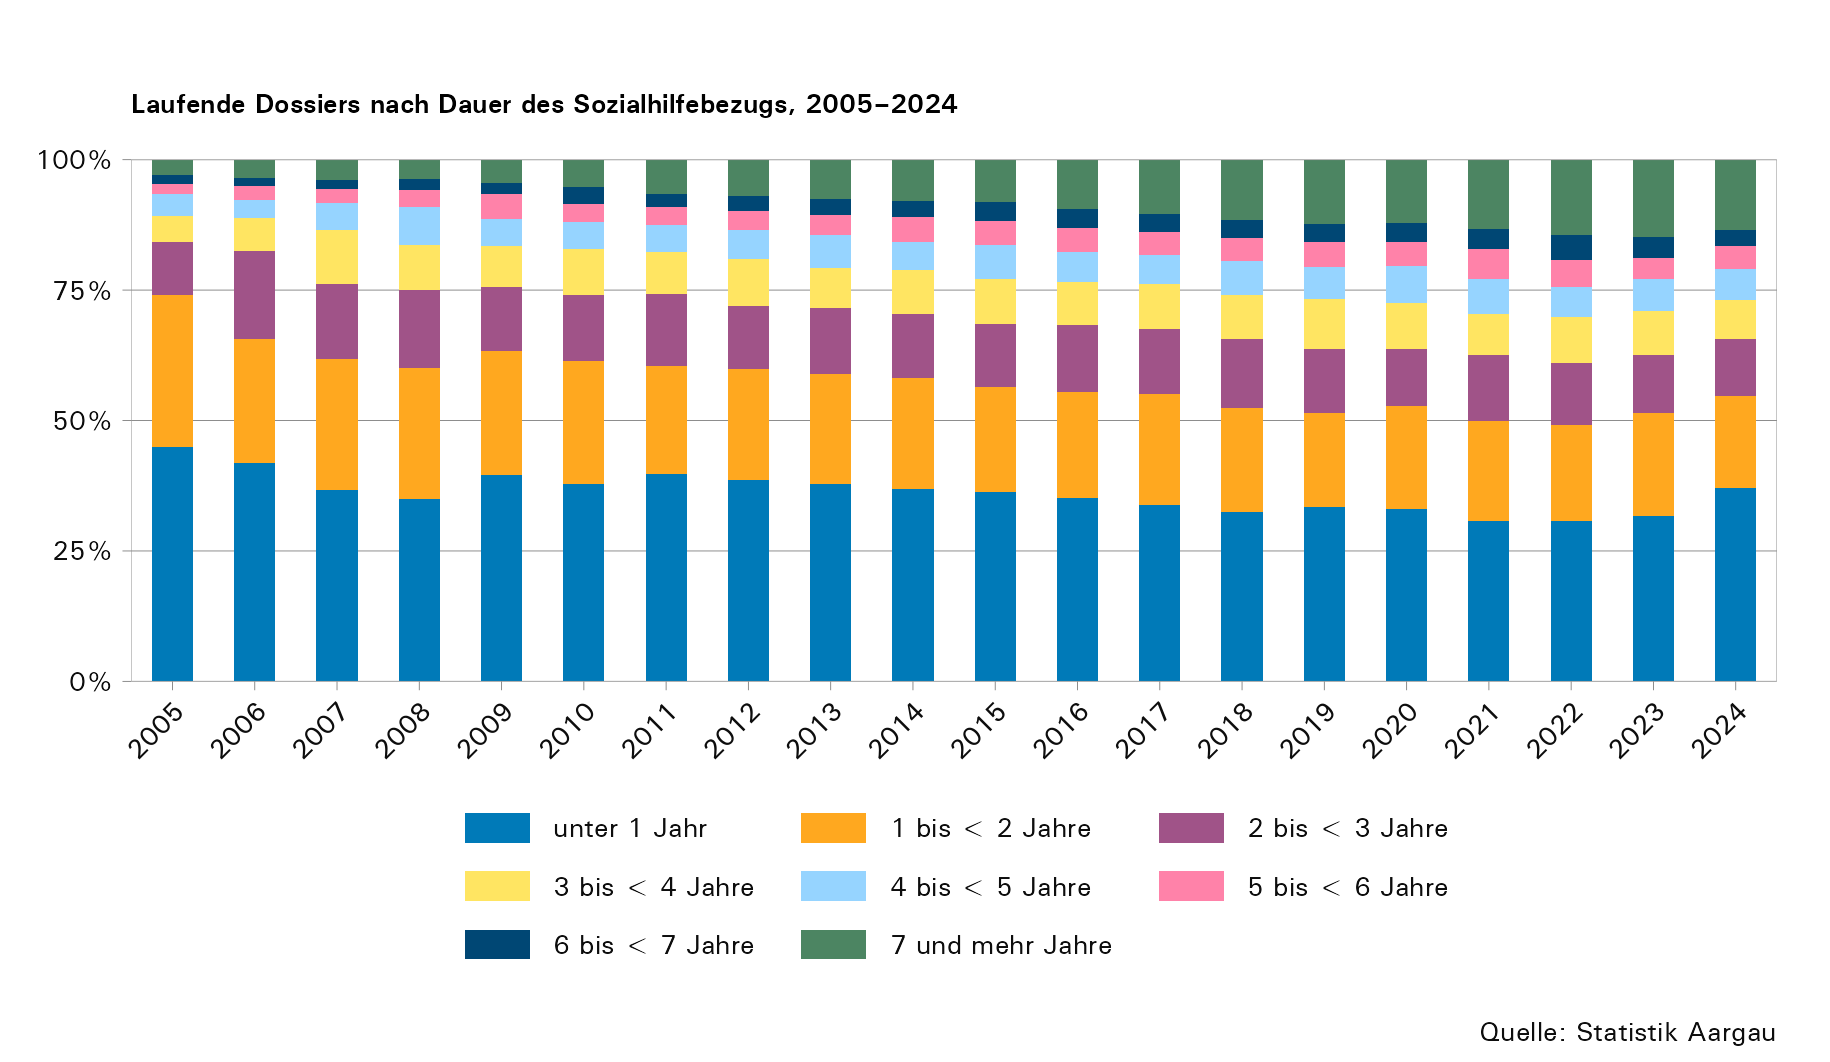 Laufende Dossiers nach Dauer des Sozialhilfebezugs, 2005–2024
100%
75%
50%
25%
0%
2005 2006 2007 2008 2009 2010 2011 2012 2013 2014 2015 2016 2017 2018 2019 2020 2021 2022 2023 2024
unter 1 Jahr 1 bis < 2 Jahre 2 bis < 3 Jahre
3 bis < 4 Jahre 4 bis < 5 Jahre 5 bis < 6 Jahre
6 bis < 7 Jahre 7 und mehr Jahre
Quelle: Statistik Aargau